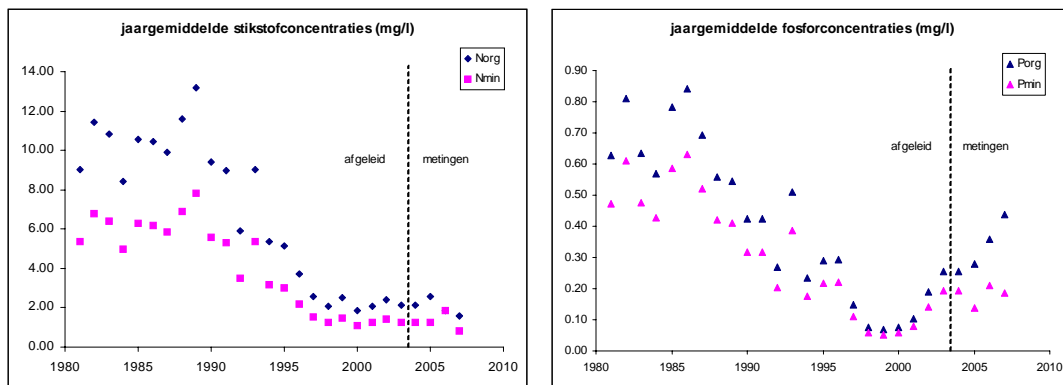 jaargemiddelde stikstofconcentraties (mg/l)
Norg
Nmin
14.00
12.00
10.00
8.00
6.00
4.00
2.00
0.00
afgeleid
metingen
1980 1985 1990 1995 2000 2005 2010
jaargemiddelde fosforconcentraties (mg/l)
Porg
Pmin
0.90
0.80
0.70
0.60
0.50
0.40
0.30
0.20
0.10
0.00
afgeleid
metingen
1980 1985 1990 1995 2000 2005 2010